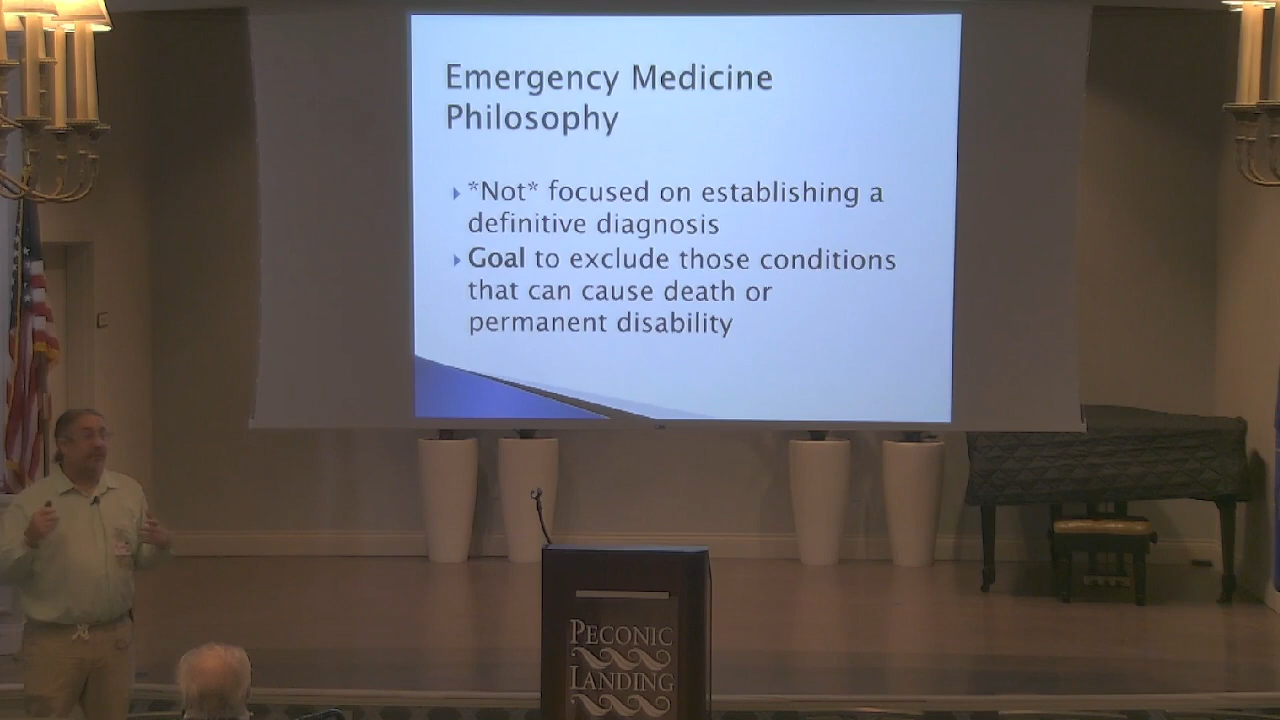 Emergency Medicine
Philosophy
*Not* focused on establishing a
definitive diagnosis
Goal to exclude those conditions
that can cause death or
permanent disability
PECONIC
LANDING